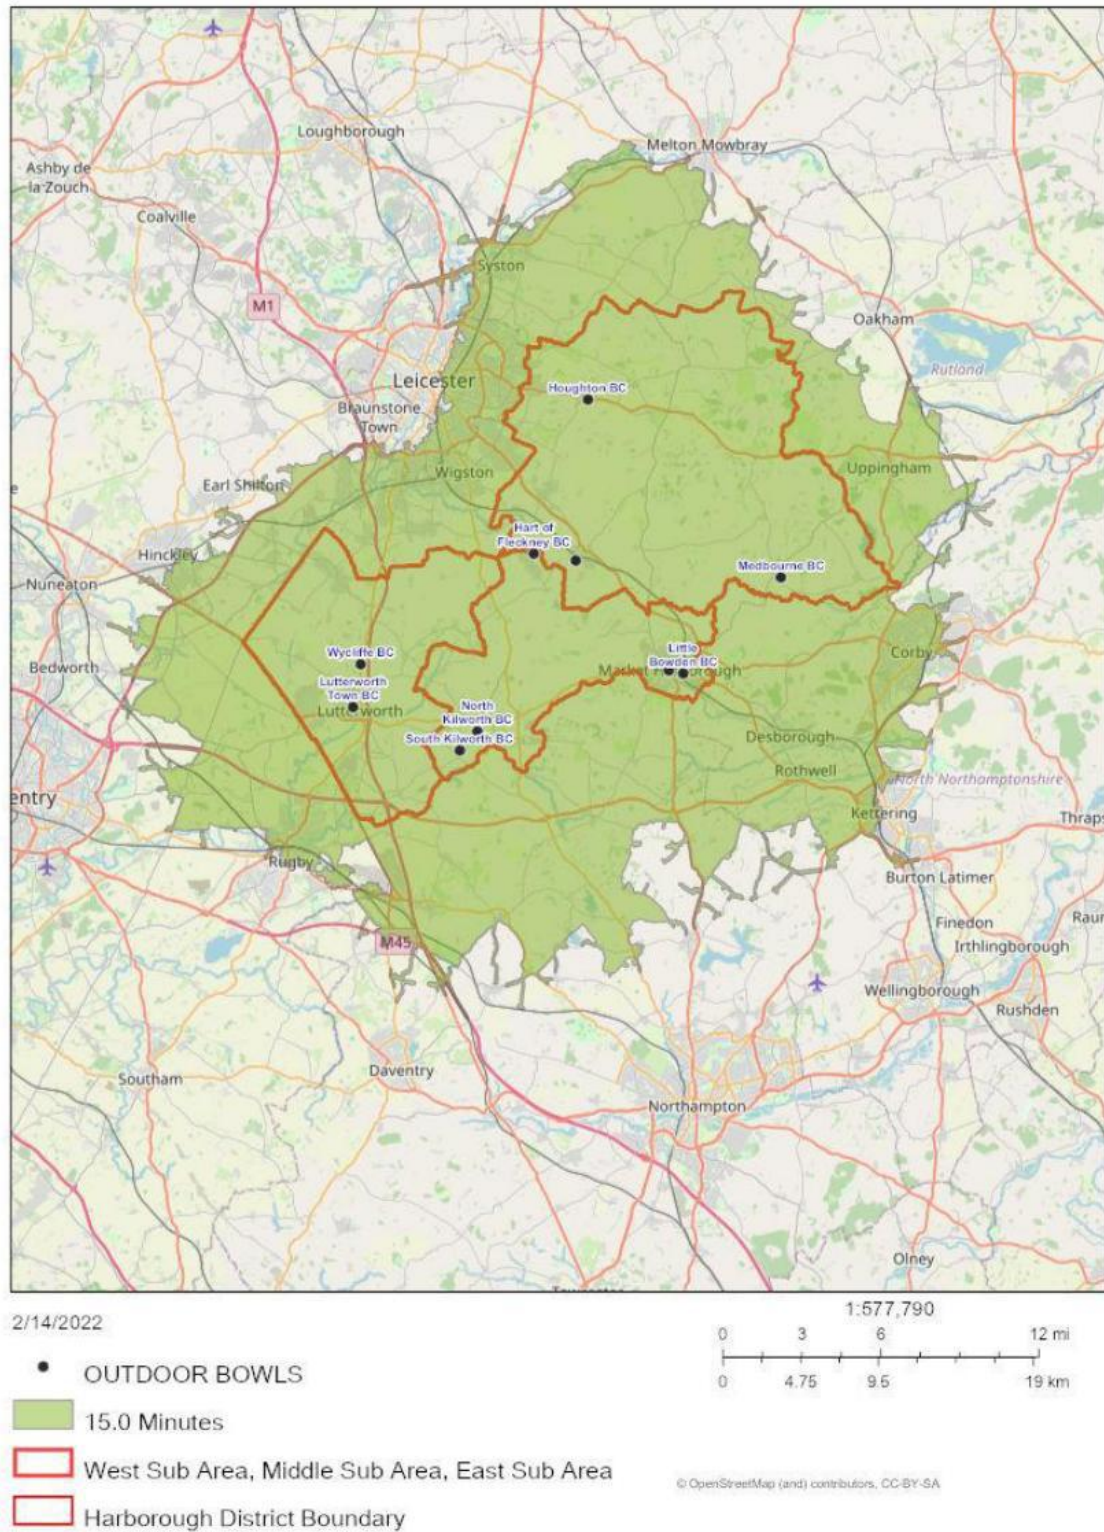 Loughborough
Melton Mowbray
Ashby de
la Zouch
Coalville
Syston
M1
Oakham
Rutland
Leicester
Houghton BC
Braunstone
Town
Wigston
Uppingham
Earl Shilton
Hart of
Fleckney BC
Hinckley
Medbourne BC
Nuneaton
Wycliffe BC
Little
Bowden BC
Corby
Bedworth
Lutterworth
Town BC
Lutterworth
North
Kilworth BC
South Kilworth BC
Desborough
Rothwell
North Northamptonshire
entry
Kettering
Thraps
Rugby
Burton Latimer
Finedon
Raun
M45
Irthlingborough
Wellingborough
Rushden
Daventry
Southam
Northampton
Olney
2/14/2022
1:577,790
0 3 6 12 mi
0 4.75 9.5 19 km
OUTDOOR BOWLS
15.0 Minutes
West Sub Area, Middle Sub Area, East Sub Area
© OpenStreetMap (and) contributors, CC-BY-SA
Harborough District Boundary